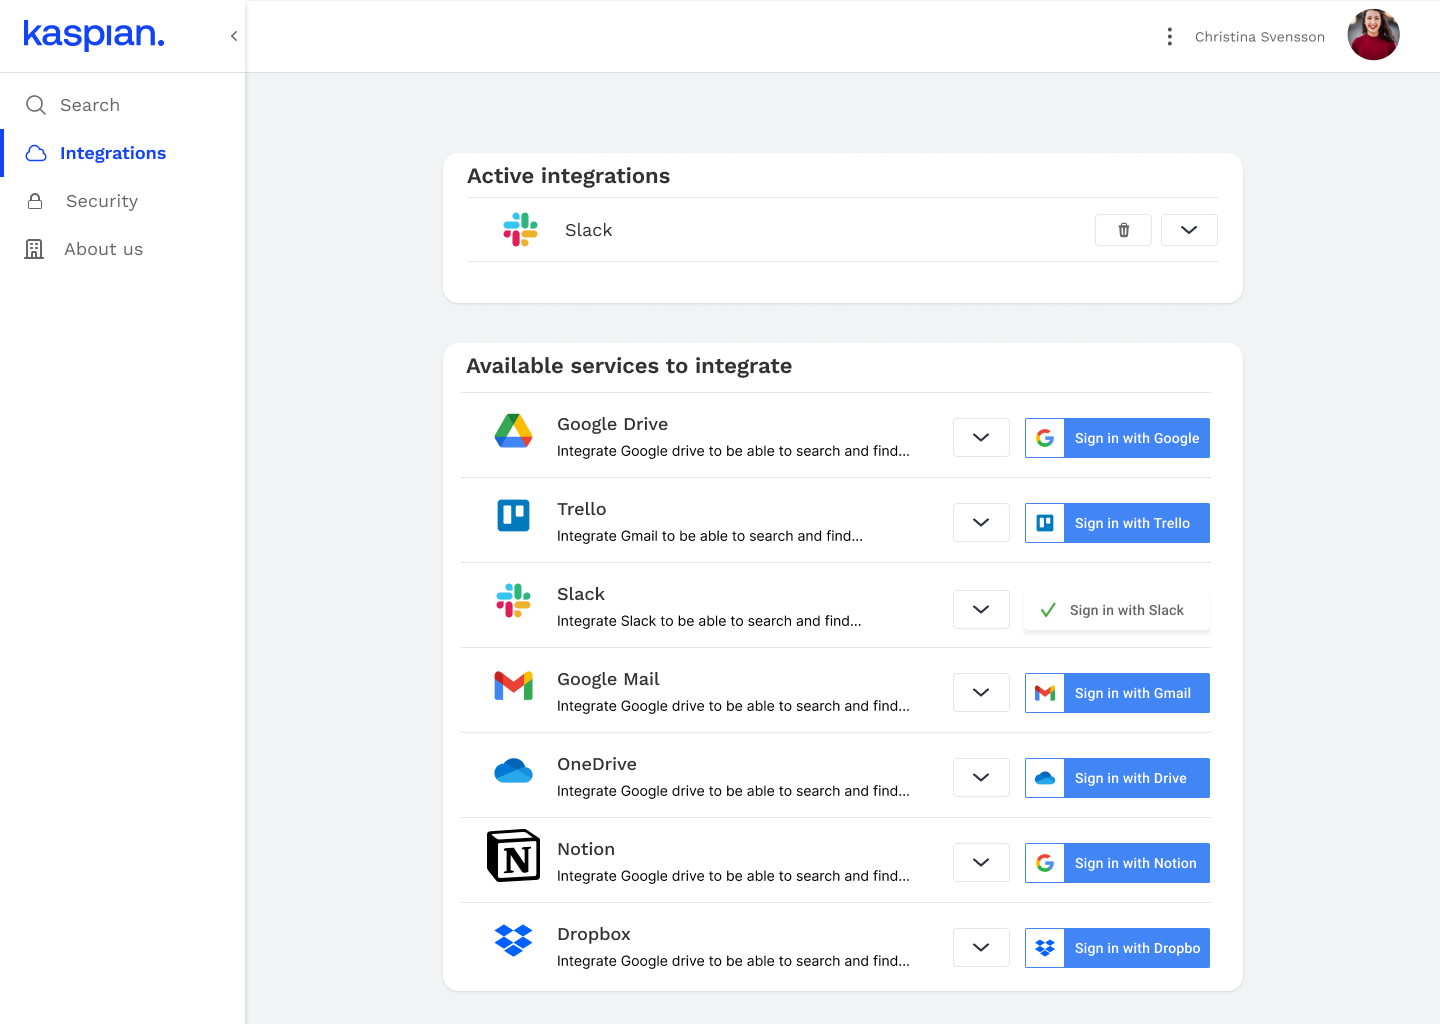 kaspian.
Christina Svensson
Search
Integrations
Security
About us
Active integrations
Slack
Available services to integrate
Google Drive
Integrate Google drive to be able to search and find...
Sign in with Google
Trello
Integrate Gmail to be able to search and find...
Sign in with Trello
Slack
Integrate Slack to be able to search and find...
Sign in with Slack
Google Mail
Integrate Google drive to be able to search and find...
Sign in with Gmail
OneDrive
Integrate Google drive to be able to search and find...
Sign in with Drive
N
Notion
Integrate Google drive to be able to search and find...
Sign in with Notion
Dropbox
Integrate Google drive to be able to search and find...
Sign in with Dropbo